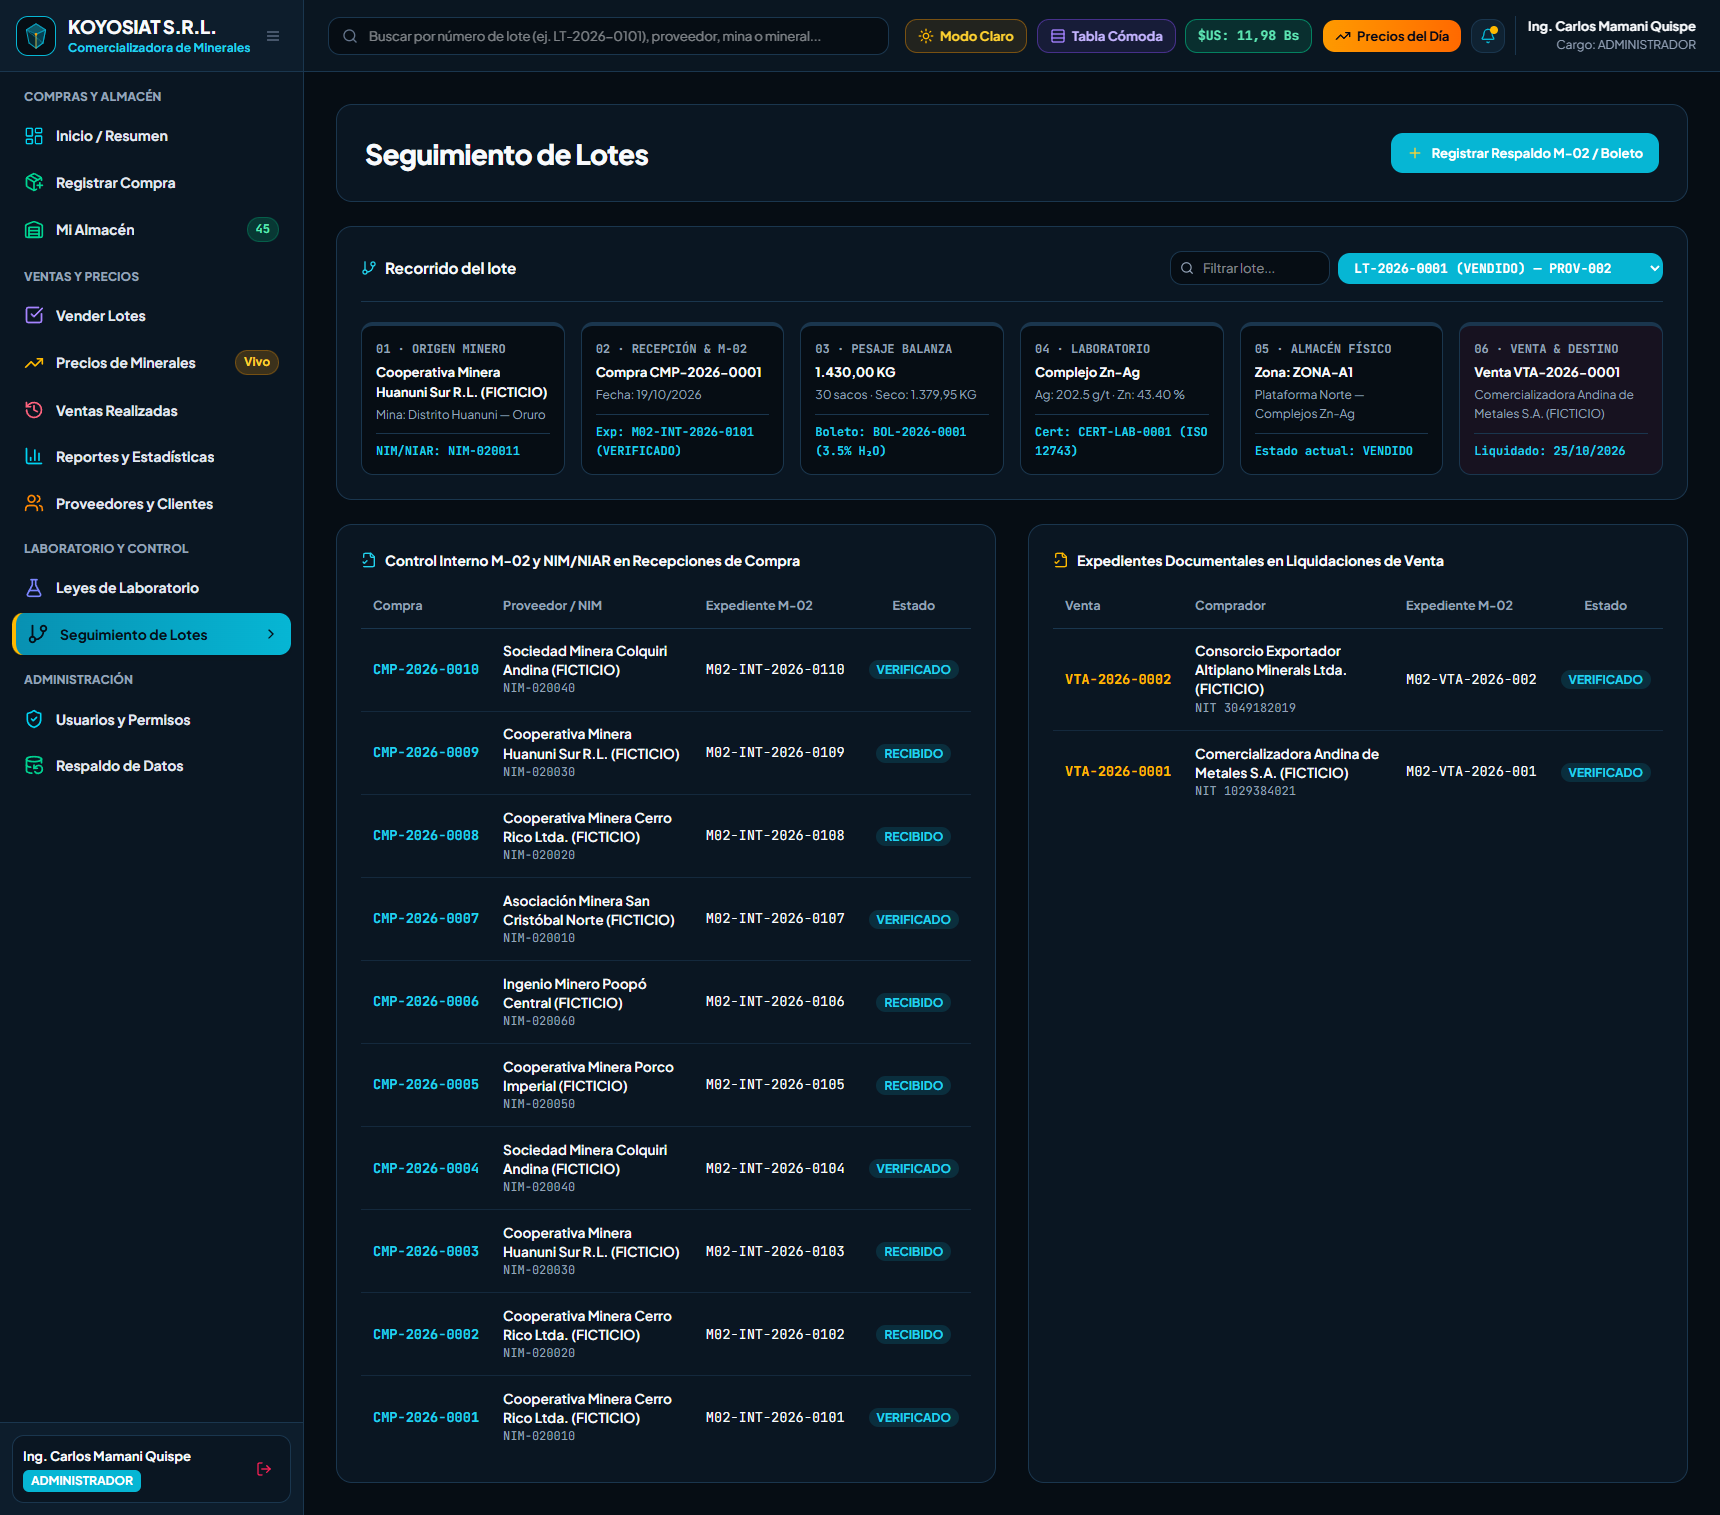 KOYOSIAT S.R.L.
Comercializadora de Minerales
COMPRAS Y ALMACÉN
Inicio / Resumen
Registrar Compra
Mi Almacén
45
VENTAS Y PRECIOS
Vender Lotes
Precios de Minerales
Vivo
Ventas Realizadas
Reportes y Estadísticas
Proveedores y Clientes
LABORATORIO Y CONTROL
Leyes de Laboratorio
Seguimiento de Lotes
ADMINISTRACIÓN
Usuarios y Permisos
Respaldo de Datos
Ing. Carlos Mamani Quispe
ADMINISTRADOR
Buscar por número de lote (ej. LT-2026-0101), proveedor, mina o mineral...
Modo Claro
Tabla Cómoda
$US: 11,98 Bs
Precios del Día
Ing. Carlos Mamani Quispe
Cargo: ADMINISTRADOR
Seguimiento de Lotes
+ Registrar Respaldo M-02 / Boleto
Recorrido del lote
Filtrar lote...
LT-2026-0001 (VENDIDO) — PROV-002
01 · ORIGEN MINERO
Cooperativa Minera
Huanuni Sur R.L. (FICTICIO)
Mina: Distrito Huanuni — Oruro
NIM/NIAR: NIM-020011
02 · RECEPCIÓN & M-02
Compra CMP-2026-0001
Fecha: 19/10/2026
Exp: M02-INT-2026-0101
(VERIFICADO)
03 · PESAJE BALANZA
1.430,00 KG
30 sacos · Seco: 1.379,95 KG
Boleto: BOL-2026-0001
(3.5% H₂O)
04 · LABORATORIO
Complejo Zn-Ag
Ag: 202.5 g/t · Zn: 43.40 %
Cert: CERT-LAB-0001 (ISO
12743)
05 · ALMACÉN FÍSICO
Zona: ZONA-A1
Plataforma Norte —
Complejos Zn-Ag
Estado actual: VENDIDO
06 · VENTA & DESTINO
Venta VTA-2026-0001
Comercializadora Andina de
Metales S.A. (FICTICIO)
Liquidado: 25/10/2026
Control Interno M-02 y NIM/NIAR en Recepciones de Compra
Compra Proveedor / NIM Expediente M-02 Estado
Sociedad Minera Colquiri
CMP-2026-0010 Andina (FICTICIO) M02-INT-2026-0110 VERIFICADO
NIM-020040
Cooperativa Minera
CMP-2026-0009 Huanuni Sur R.L. (FICTICIO) M02-INT-2026-0109 RECIBIDO
NIM-020030
Cooperativa Minera Cerro
CMP-2026-0008 Rico Ltda. (FICTICIO) M02-INT-2026-0108 RECIBIDO
NIM-020020
Asociación Minera San
CMP-2026-0007 Cristóbal Norte (FICTICIO) M02-INT-2026-0107 VERIFICADO
NIM-020010
Ingenio Minero Poopó
CMP-2026-0006 Central (FICTICIO) M02-INT-2026-0106 RECIBIDO
NIM-020060
Cooperativa Minera Porco
CMP-2026-0005 Imperial (FICTICIO) M02-INT-2026-0105 RECIBIDO
NIM-020050
Sociedad Minera Colquiri
CMP-2026-0004 Andina (FICTICIO) M02-INT-2026-0104 VERIFICADO
NIM-020040
Cooperativa Minera
CMP-2026-0003 Huanuni Sur R.L. (FICTICIO) M02-INT-2026-0103 RECIBIDO
NIM-020030
Cooperativa Minera Cerro
CMP-2026-0002 Rico Ltda. (FICTICIO) M02-INT-2026-0102 RECIBIDO
NIM-020020
Cooperativa Minera Cerro
CMP-2026-0001 Rico Ltda. (FICTICIO) M02-INT-2026-0101 VERIFICADO
NIM-020010
Expedientes Documentales en Liquidaciones de Venta
Venta Comprador Expediente M-02 Estado
Consorcio Exportador
Altiplano Minerals Ltda.
VTA-2026-0002 (FICTICIO) M02-VTA-2026-002 VERIFICADO
NIT 3049182019
Comercializadora Andina de
VTA-2026-0001 Metales S.A. (FICTICIO) M02-VTA-2026-001 VERIFICADO
NIT 1029384021